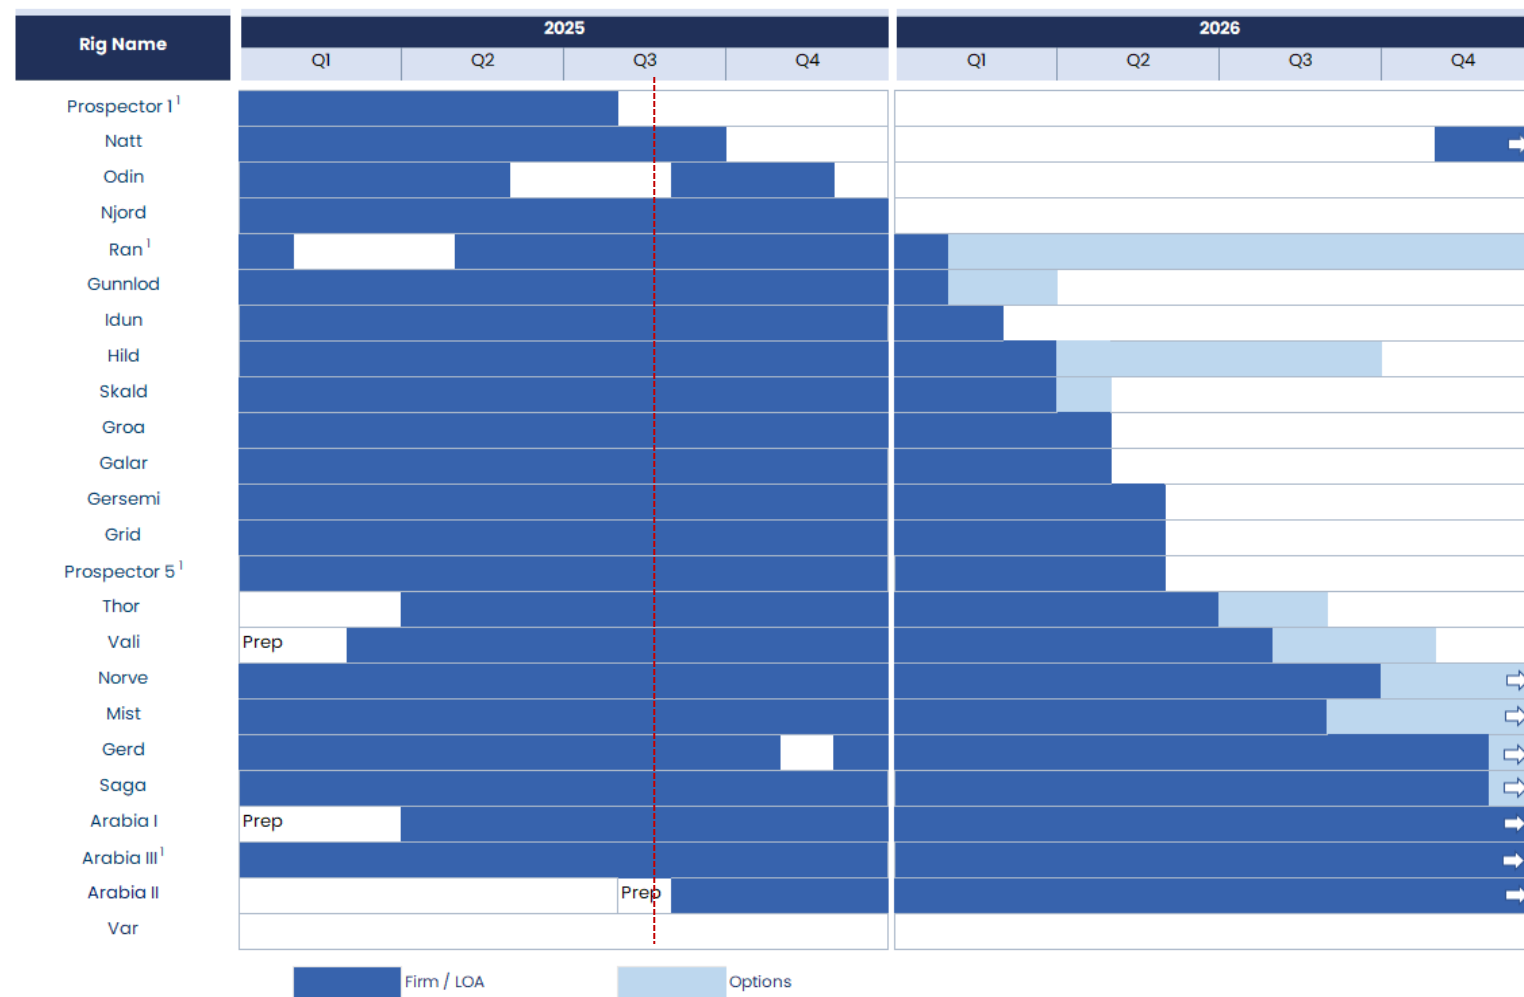 Rig Name
2025
2026
Q1 Q2 Q3 Q4 Q1 Q2 Q3 Q4
Prospector 1 ¹
Natt
Odin
Njord
Ran ¹
Gunnlod
Idun
Hild
Skald
Groa
Galar
Gersemi
Grid
Prospector 5 ¹
Thor
Vali Prep
Norve
Mist
Gerd
Saga
Arabia I Prep
Arabia III ¹
Arabia II Prep
Var
Firm / LOA Options